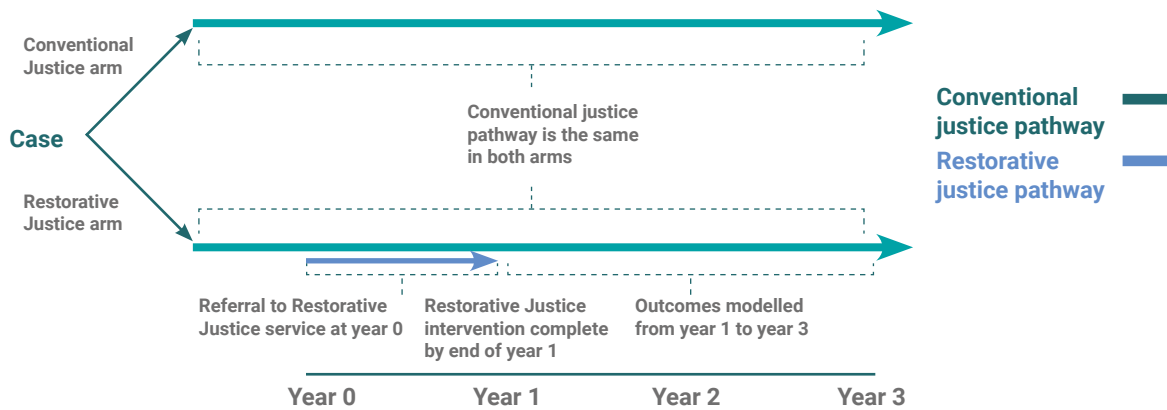 Conventional
Justice arm
Case
Restorative
Justice arm
Conventional justice
pathway is the same
in both arms
Conventional
justice pathway
Restorative
justice pathway
Referral to Restorative
Justice service at year 0
Restorative Justice
intervention complete
by end of year 1
Outcomes modelled
from year 1 to year 3
Year 0
Year 1
Year 2
Year 3